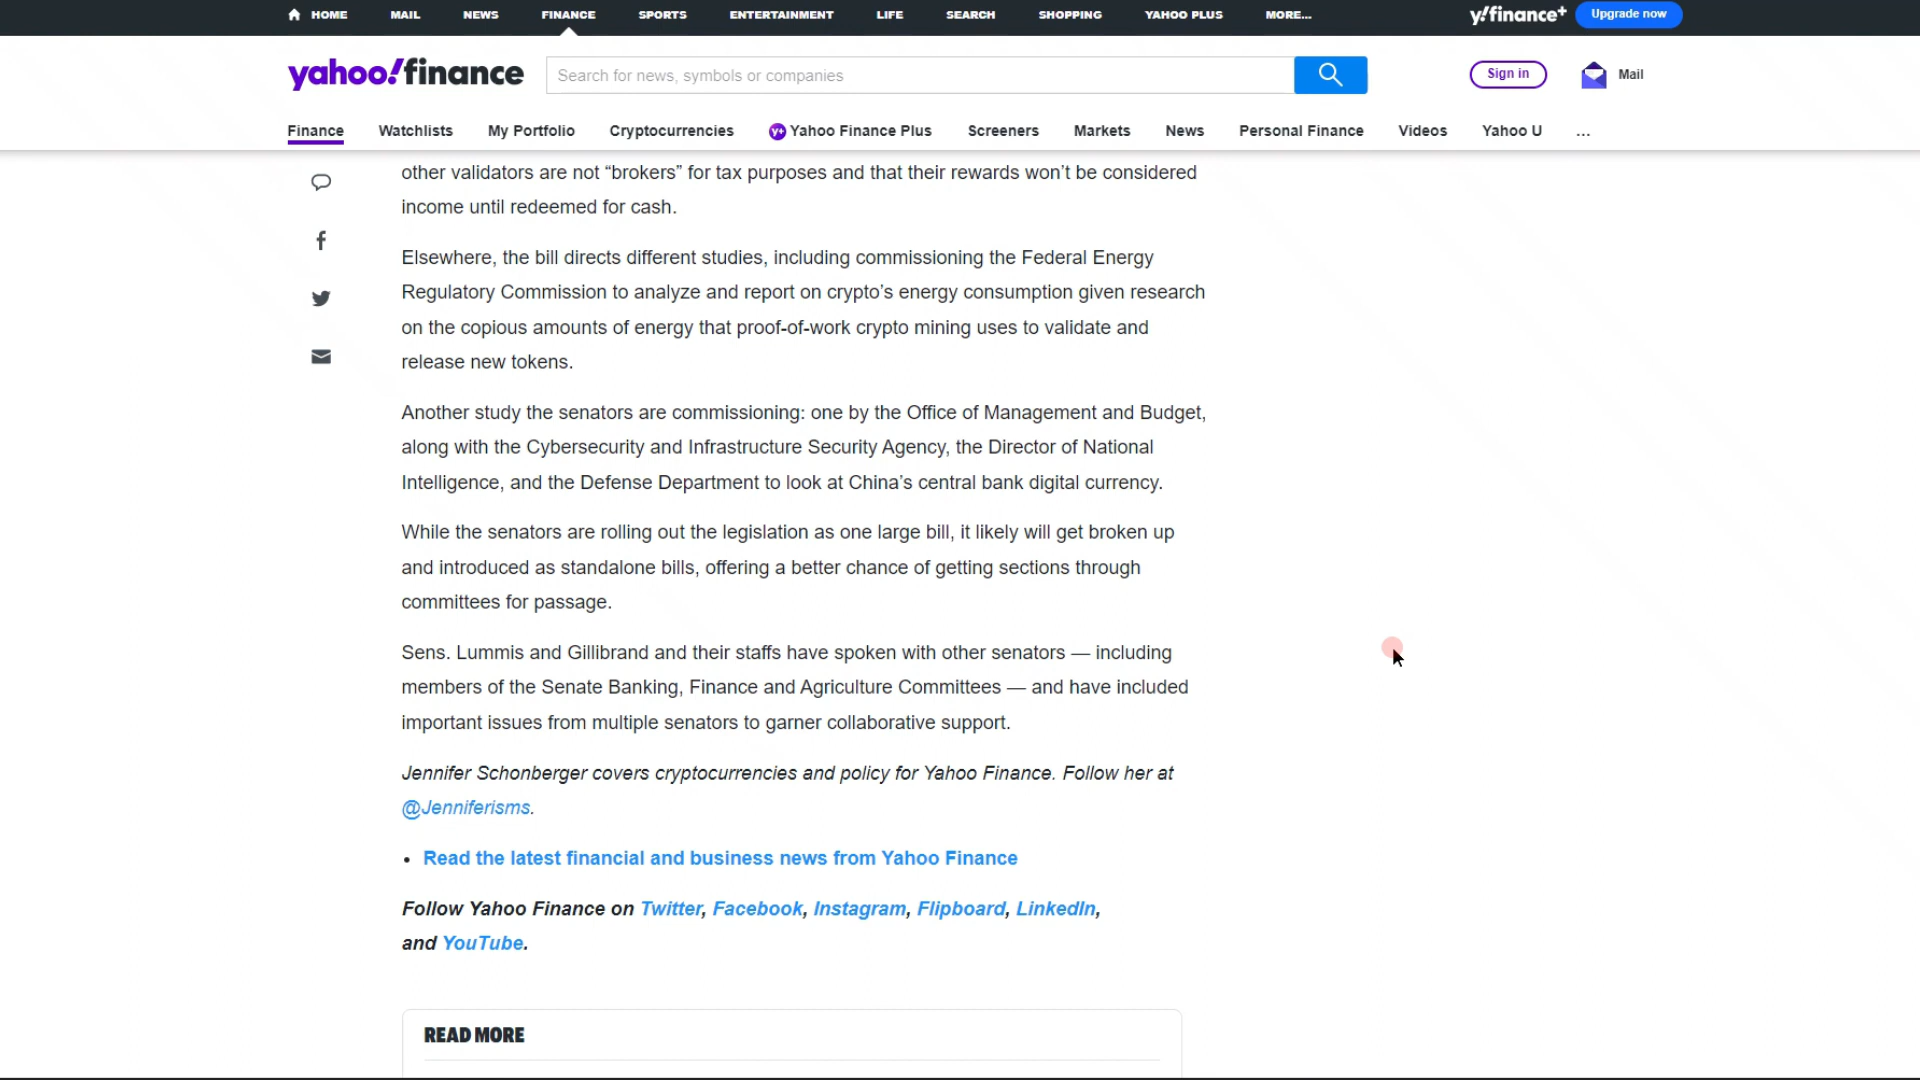 HOME MAIL NEWS FINANCE SPORTS ENTERTAINMENT LIFE SEARCH SHOPPING YAHOO PLUS MORE... y!finance+ Upgrade now
yahoo!finance Search for news, symbols or companies Sign in Mail
Finance Watchlists My Portfolio Cryptocurrencies y+ Yahoo Finance Plus Screeners Markets News Personal Finance Videos Yahoo U ...
other validators are not “brokers” for tax purposes and that their rewards won’t be considered
income until redeemed for cash.
Elsewhere, the bill directs different studies, including commissioning the Federal Energy
Regulatory Commission to analyze and report on crypto’s energy consumption given research
on the copious amounts of energy that proof-of-work crypto mining uses to validate and
release new tokens.
Another study the senators are commissioning: one by the Office of Management and Budget,
along with the Cybersecurity and Infrastructure Security Agency, the Director of National
Intelligence, and the Defense Department to look at China’s central bank digital currency.
While the senators are rolling out the legislation as one large bill, it likely will get broken up
and introduced as standalone bills, offering a better chance of getting sections through
committees for passage.
Sens. Lummis and Gillibrand and their staffs have spoken with other senators — including
members of the Senate Banking, Finance and Agriculture Committees — and have included
important issues from multiple senators to garner collaborative support.
Jennifer Schonberger covers cryptocurrencies and policy for Yahoo Finance. Follow her at
@Jenniferisms.
• Read the latest financial and business news from Yahoo Finance
Follow Yahoo Finance on Twitter, Facebook, Instagram, Flipboard, LinkedIn,
and YouTube.
READ MORE